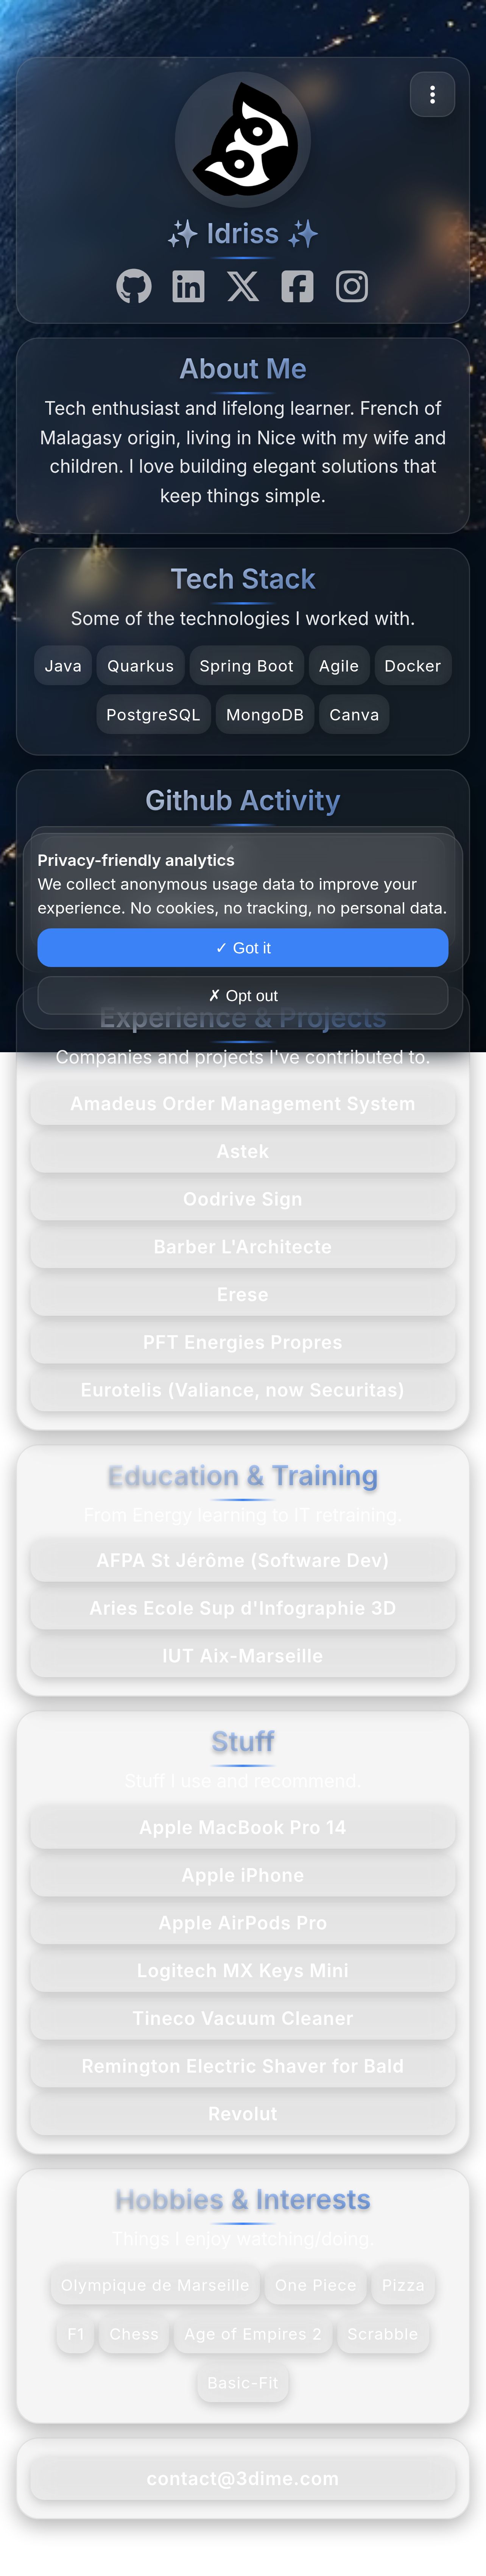 ✨ Idriss ✨
About Me
Tech enthusiast and lifelong learner. French of
Malagasy origin, living in Nice with my wife and
children. I love building elegant solutions that
keep things simple.
Tech Stack
Some of the technologies I worked with.
Java Quarkus Spring Boot Agile Docker
PostgreSQL MongoDB Canva
Github Activity
Privacy-friendly analytics
We collect anonymous usage data to improve your
experience. No cookies, no tracking, no personal data.
✓ Got it
✗ Opt out
Experience & Projects
Companies and projects I've contributed to.
Amadeus Order Management System
Astek
Oodrive Sign
Barber L'Architecte
Erese
PFT Energies Propres
Eurotelis (Valiance, now Securitas)
Education & Training
From Energy learning to IT retraining.
AFPA St Jérôme (Software Dev)
Aries Ecole Sup d'Infographie 3D
IUT Aix-Marseille
Stuff
Stuff I use and recommend.
Apple MacBook Pro 14
Apple iPhone
Apple AirPods Pro
Logitech MX Keys Mini
Tineco Vacuum Cleaner
Remington Electric Shaver for Bald
Revolut
Hobbies & Interests
Things I enjoy watching/doing.
Olympique de Marseille One Piece Pizza
F1 Chess Age of Empires 2 Scrabble
Basic-Fit
contact@3dime.com